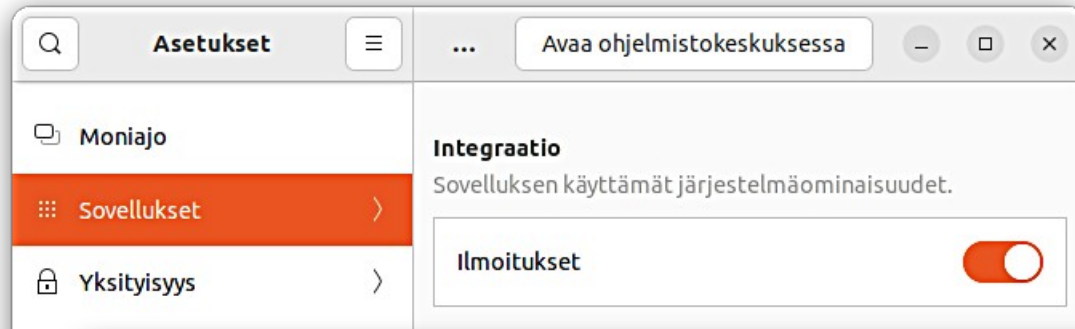 Asetukset
... Avaa ohjelmistokeskuksessa
Moniajo
Sovellukset
Yksityisyys
Integraatio
Sovelluksen käyttämät järjestelmäominaisuudet.
Ilmoitukset